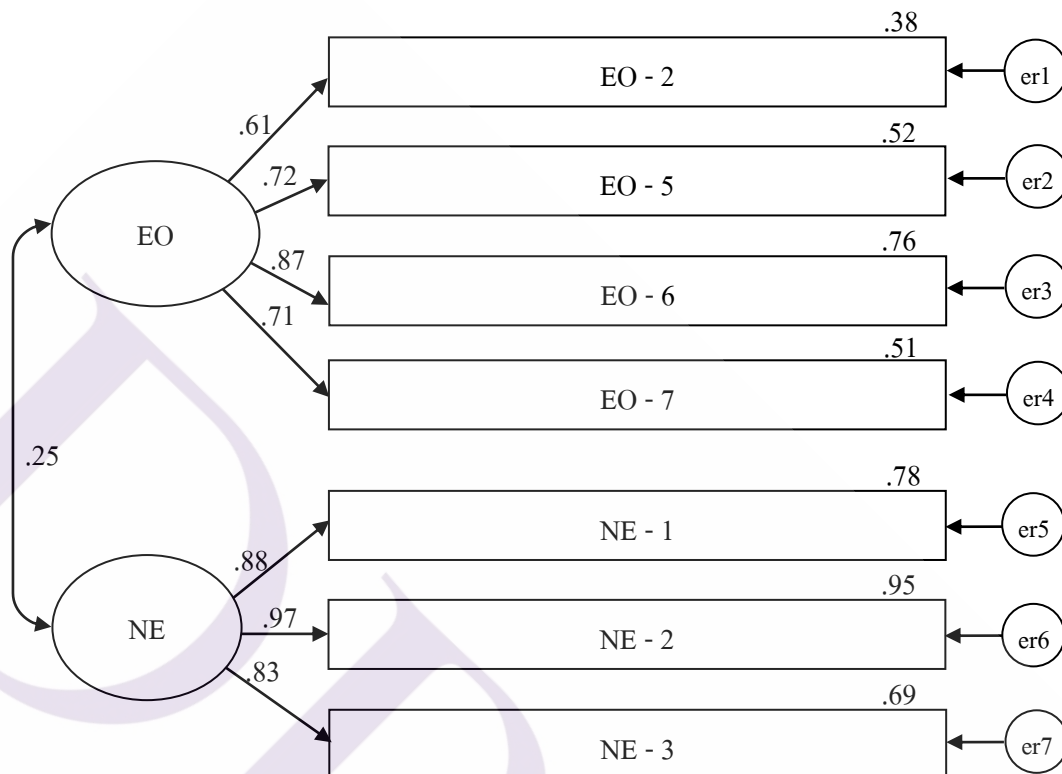 .38
EO - 2
er1
.61
.52
.72
EO - 5
er2
EO
.76
.87
EO - 6
er3
.71
.51
EO - 7
er4
.25
.78
NE - 1
er5
.88
.95
NE
.97
NE - 2
er6
.83
.69
NE - 3
er7